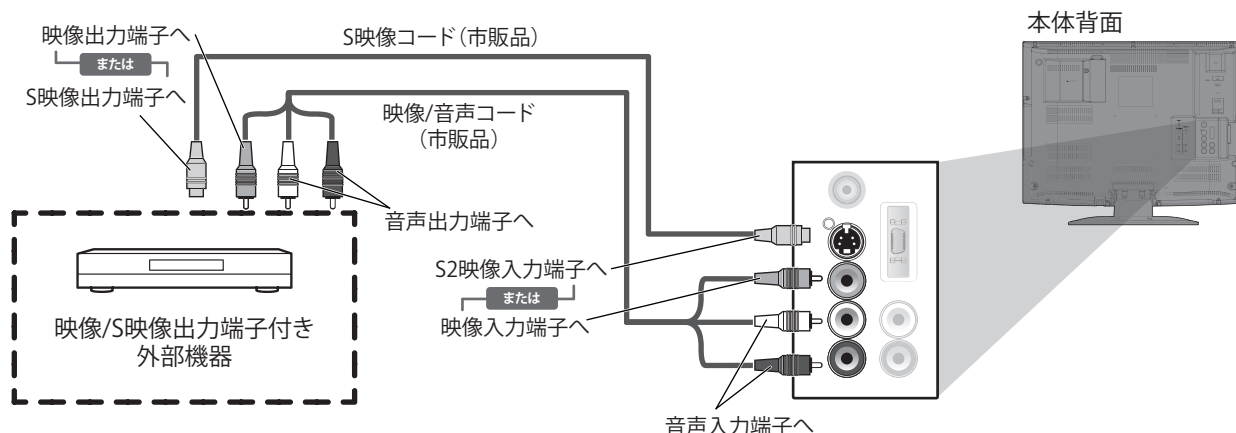 本体背面
映像出力端子へ
または
S映像出力端子へ
S映像コード（市販品）
映像/音声コード
（市販品）
音声出力端子へ
S2映像入力端子へ
または
映像入力端子へ
音声入力端子へ
映像/S映像出力端子付き
外部機器